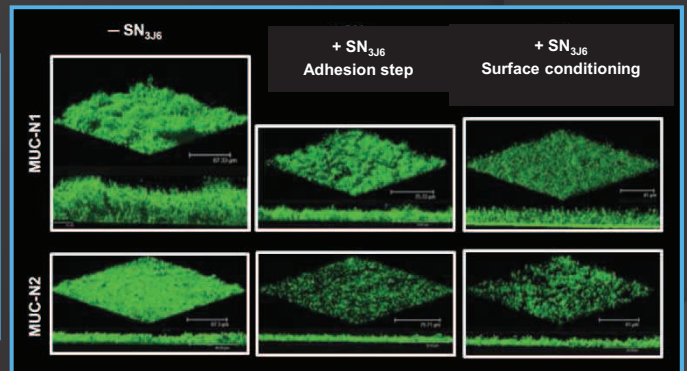 – SN3J6
+ SN3J6
Adhesion step
+ SN3J6
Surface conditioning
MUC-N1
MUC-N2